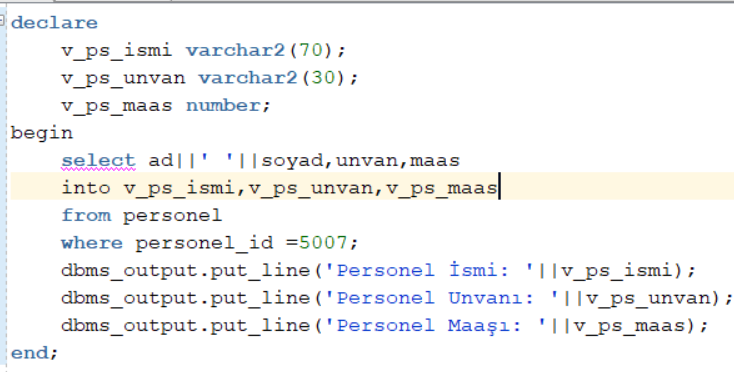 declare
    v_ps_ismi varchar2(70);
    v_ps_unvan varchar2(30);
    v_ps_maas number;
begin
    select ad||' '||soyad,unvan,maas
    into v_ps_ismi,v_ps_unvan,v_ps_maas
    from personel
    where personel_id =5007;
    dbms_output.put_line('Personel İsmi: '||v_ps_ismi);
    dbms_output.put_line('Personel Unvanı: '||v_ps_unvan);
    dbms_output.put_line('Personel Maaşı: '||v_ps_maas);
end;